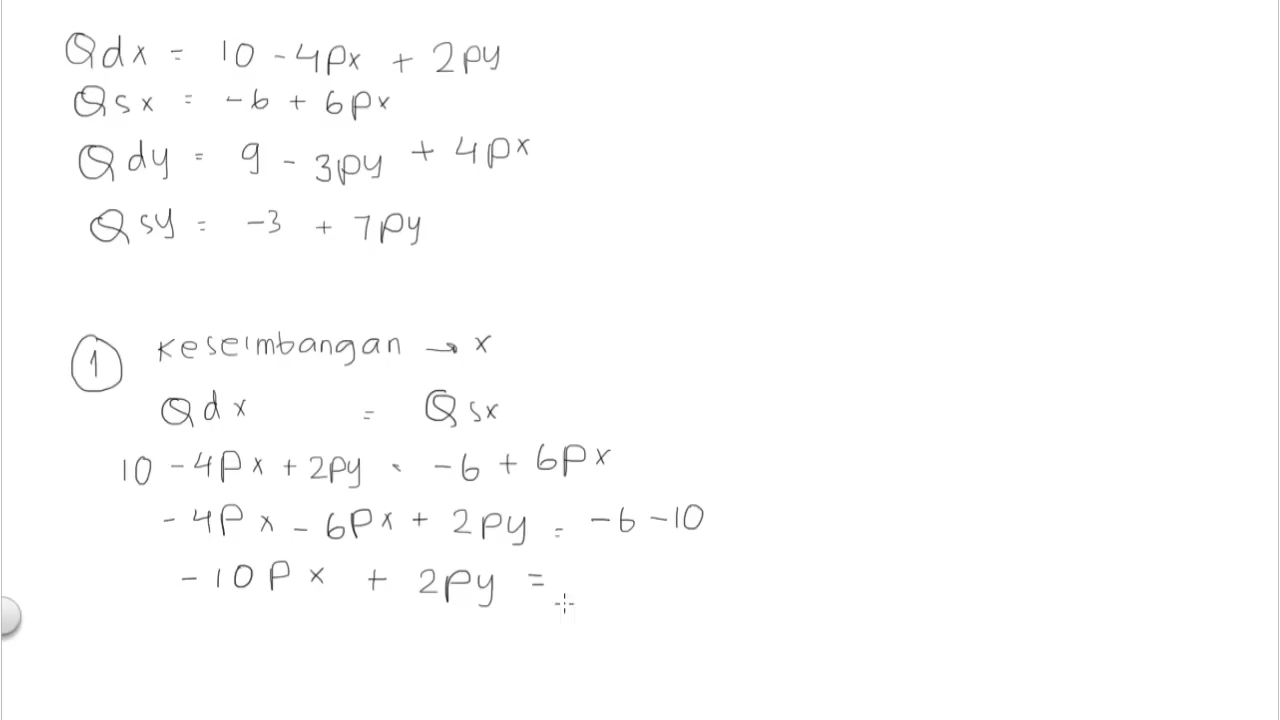 Qdx = 10 - 4px + 2py
Qsx = -6 + 6px
Qdy = 9 - 3py + 4px
Qsy = -3 + 7py
1 Keseimbangan → x
Qdx = Qsx
10 - 4Px + 2py = -6 + 6Px
- 4Px - 6Px + 2py = -6 - 10
- 10Px + 2py =